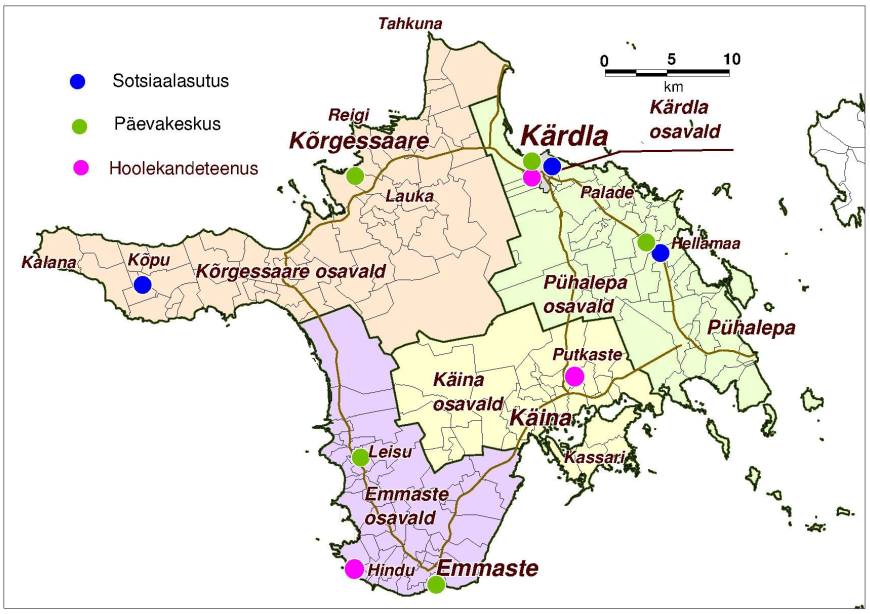 Tahkuna
0 5 10
km
Sotsiaalasutus
Päevakeskus
Hoolekandeteenus
Reigi
Kõrgessaare
Kärdla
Kärdla
osavald
Lauka
Palade
Hellamaa
Kalana
Kõpu
Kõrgessaare osavald
Pühalepa
osavald
Pühalepa
Putkaste
Käina
osavald
Käina
Kassari
Leisu
Emmaste
osavald
Hindu
Emmaste